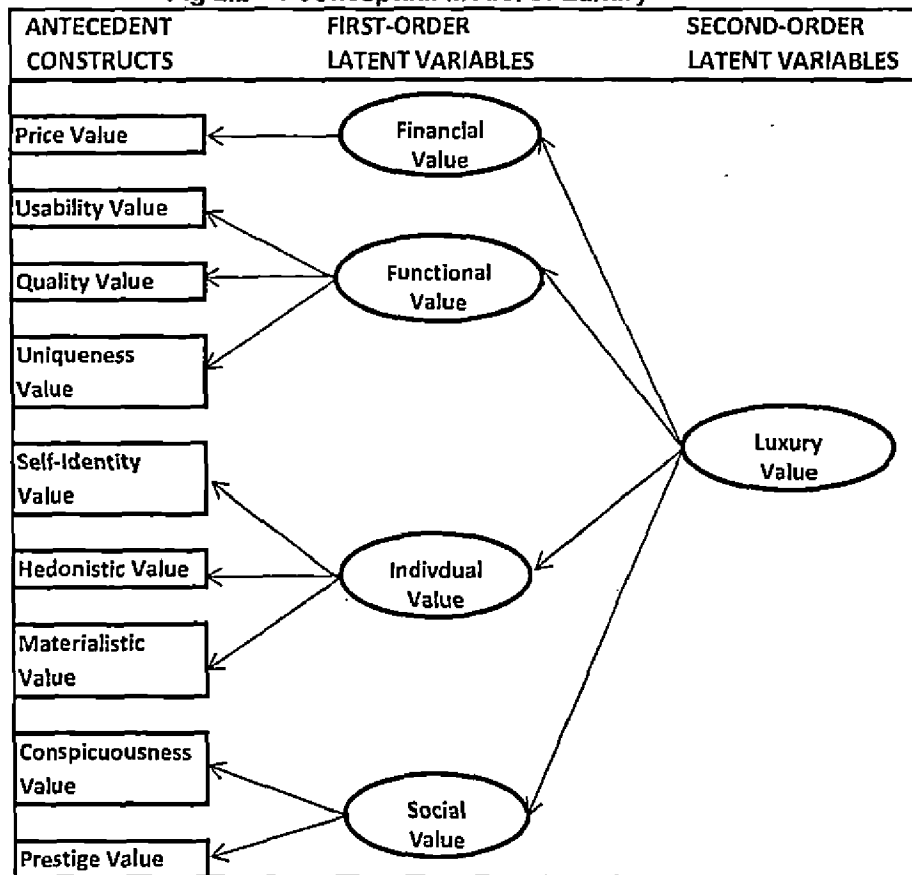 ANTECEDENT CONSTRUCTS
FIRST-ORDER LATENT VARIABLES
SECOND-ORDER LATENT VARIABLES
Price Value
Financial
Value
Usability Value
Quality Value
Functional
Value
Uniqueness
Value
Self-Identity
Value
Luxury
Value
Hedonistic Value
Indivdual
Value
Materialistic
Value
Conspicuousness
Value
Social
Value
Prestige Value